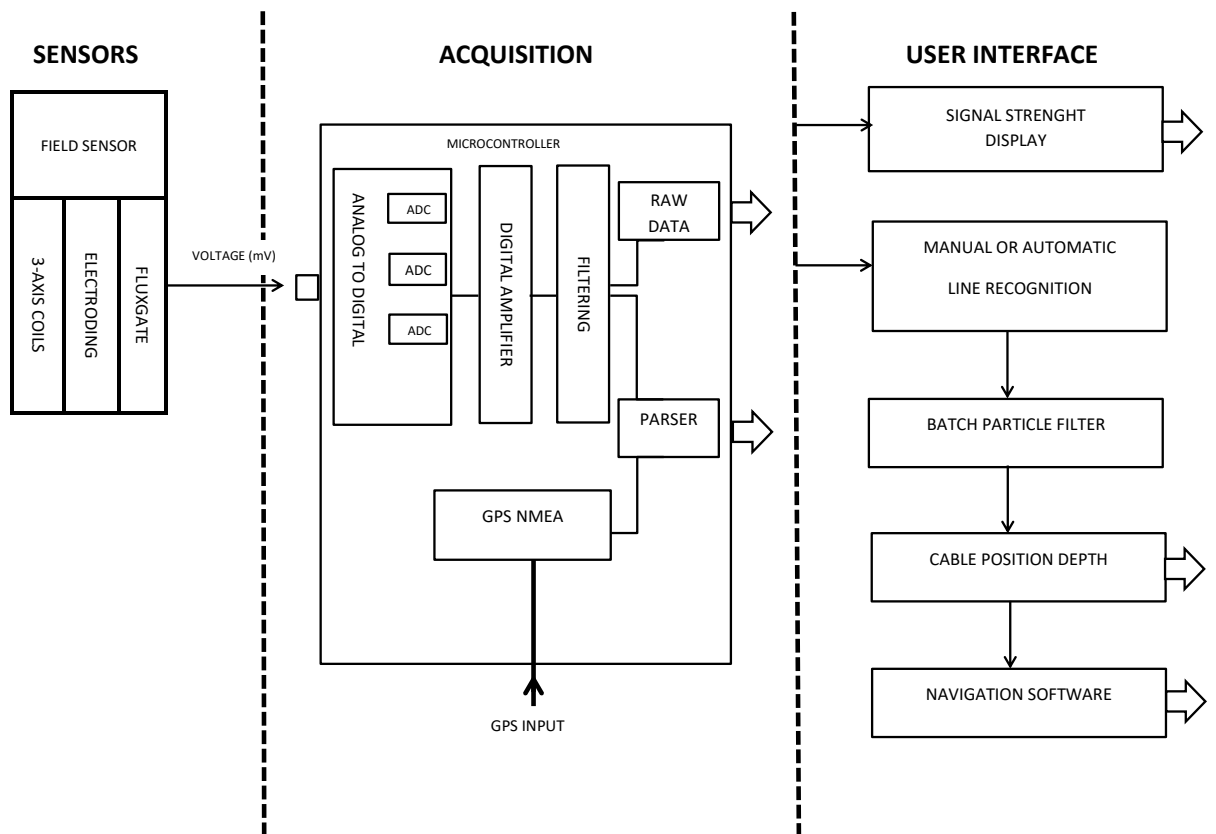 SENSORS
FIELD SENSOR
3-AXIS COILS
ELECTRODING
FLUXGATE
VOLTAGE (mV)
ACQUISITION
MICROCONTROLLER
ANALOG TO DIGITAL
ADC
ADC
ADC
DIGITAL AMPLIFIER
FILTERING
RAW
DATA
PARSER
GPS NMEA
GPS INPUT
USER INTERFACE
SIGNAL STRENGHT
DISPLAY
MANUAL OR AUTOMATIC
LINE RECOGNITION
BATCH PARTICLE FILTER
CABLE POSITION DEPTH
NAVIGATION SOFTWARE